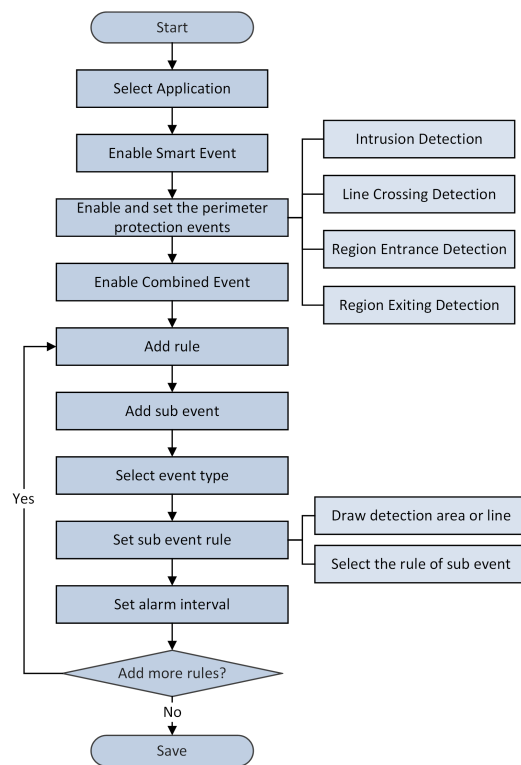 Start
Select Application
Enable Smart Event
Enable and set the perimeter
protection events
Intrusion Detection
Line Crossing Detection
Region Entrance Detection
Region Exiting Detection
Enable Combined Event
Add rule
Add sub event
Select event type
Yes
Set sub event rule
Draw detection area or line
Select the rule of sub event
Set alarm interval
Add more rules?
No
Save